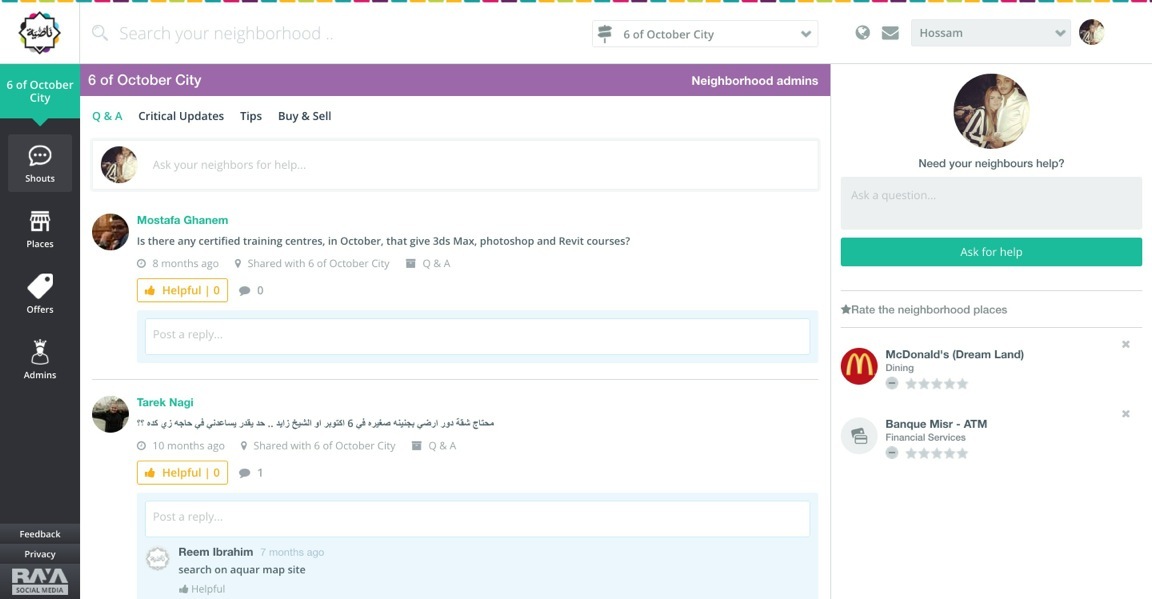 ناصية
Search your neighborhood ..
6 of October City
Hossam
6 of October
City
Shouts
Places
Offers
Admins
Feedback
Privacy
RAYA
SOCIAL MEDIA
6 of October City
Neighborhood admins
Q & A
Critical Updates
Tips
Buy & Sell
Ask your neighbors for help...
Mostafa Ghanem
Is there any certified training centres, in October, that give 3ds Max, photoshop and Revit courses?
8 months ago
Shared with 6 of October City
Q & A
Helpful | 0
0
Post a reply...
Tarek Nagi
محتاج شقة دور ارضي بجنينه صغيره في 6 اكتوبر او الشيخ زايد .. حد يقدر يساعدني في حاجه زي كده ؟؟
10 months ago
Shared with 6 of October City
Q & A
Helpful | 0
1
Post a reply...
Reem Ibrahim
7 months ago
search on aquar map site
Helpful
Need your neighbours help?
Ask a question...
Ask for help
Rate the neighborhood places
McDonald's (Dream Land)
Dining
Banque Misr - ATM
Financial Services